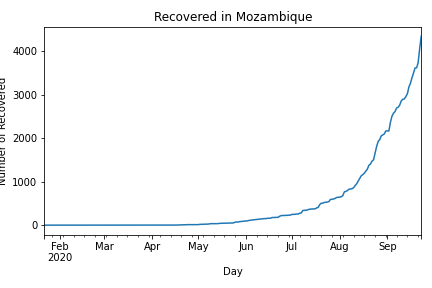 Recovered in Mozambique
Number of Recovered
4000
3000
2000
1000
0
Feb Mar Apr May Jun Jul Aug Sep
2020
Day